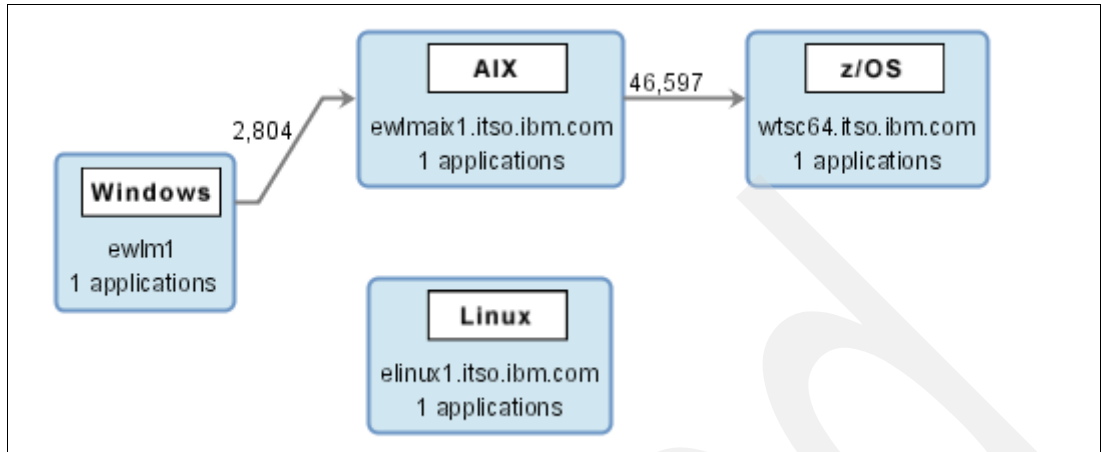 AIX
ewlmaix1.itso.ibm.com
1 applications
46,597
z/OS
wtsc64.itso.ibm.com
1 applications
2,804
Windows
ewlm1
1 applications
Linux
elinux1.itso.ibm.com
1 applications